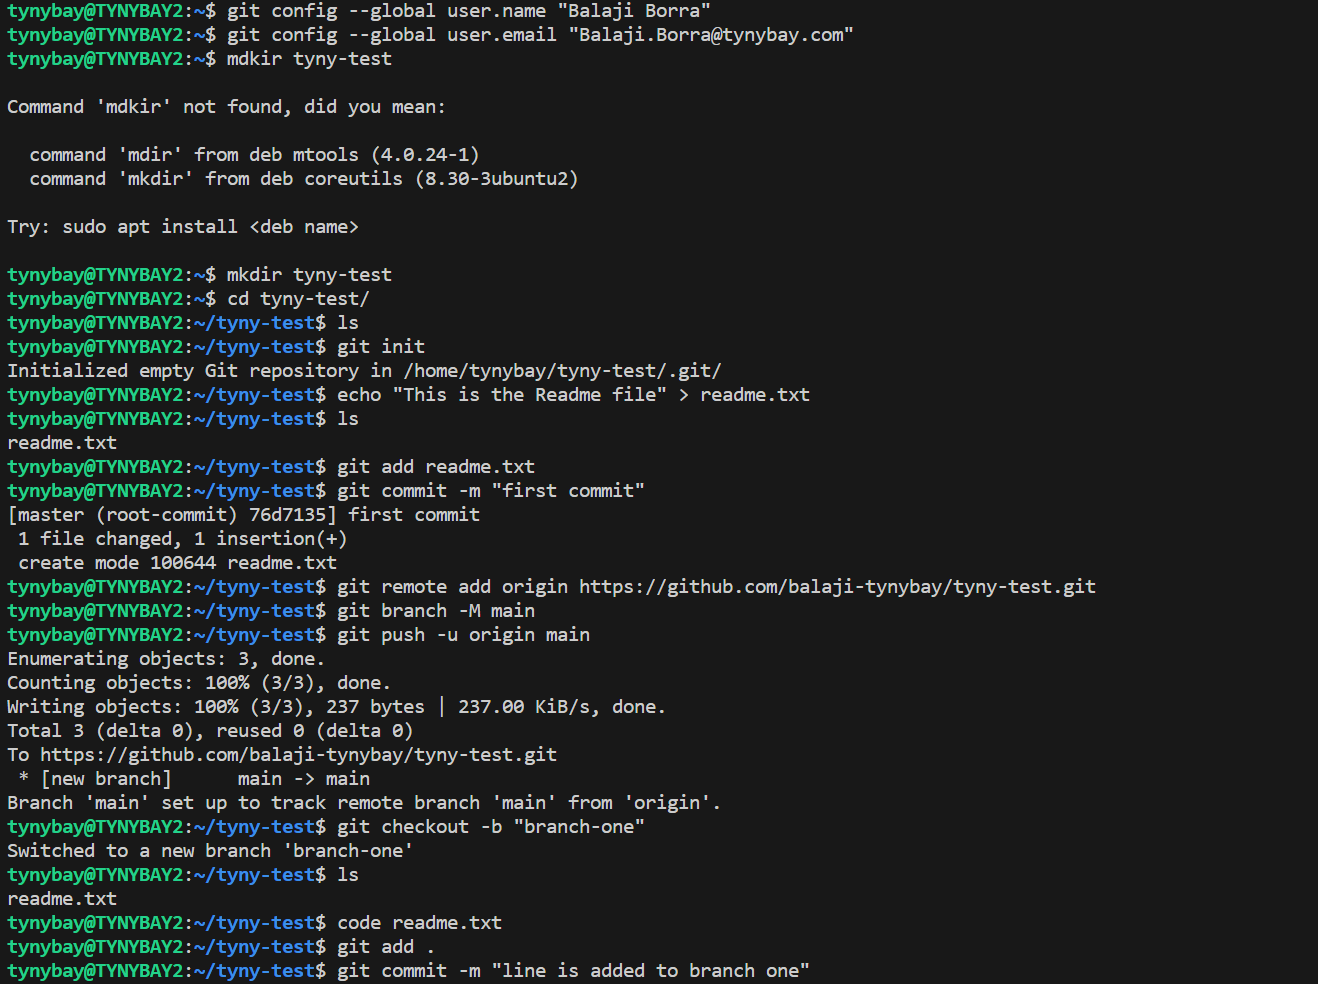 tynybay@TYNYBAY2:~$ git config --global user.name "Balaji Borra"
tynybay@TYNYBAY2:~$ git config --global user.email "Balaji.Borra@tynybay.com"
tynybay@TYNYBAY2:~$ mdkir tyny-test
Command 'mdkir' not found, did you mean:
  command 'mdir' from deb mtools (4.0.24-1)
  command 'mkdir' from deb coreutils (8.30-3ubuntu2)
Try: sudo apt install <deb name>
tynybay@TYNYBAY2:~$ mkdir tyny-test
tynybay@TYNYBAY2:~$ cd tyny-test/
tynybay@TYNYBAY2:~/tyny-test$ ls
tynybay@TYNYBAY2:~/tyny-test$ git init
Initialized empty Git repository in /home/tynybay/tyny-test/.git/
tynybay@TYNYBAY2:~/tyny-test$ echo "This is the Readme file" > readme.txt
tynybay@TYNYBAY2:~/tyny-test$ ls
readme.txt
tynybay@TYNYBAY2:~/tyny-test$ git add readme.txt
tynybay@TYNYBAY2:~/tyny-test$ git commit -m "first commit"
[master (root-commit) 76d7135] first commit
 1 file changed, 1 insertion(+)
 create mode 100644 readme.txt
tynybay@TYNYBAY2:~/tyny-test$ git remote add origin https://github.com/balaji-tynybay/tyny-test.git
tynybay@TYNYBAY2:~/tyny-test$ git branch -M main
tynybay@TYNYBAY2:~/tyny-test$ git push -u origin main
Enumerating objects: 3, done.
Counting objects: 100% (3/3), done.
Writing objects: 100% (3/3), 237 bytes | 237.00 KiB/s, done.
Total 3 (delta 0), reused 0 (delta 0)
To https://github.com/balaji-tynybay/tyny-test.git
 * [new branch]      main -> main
Branch 'main' set up to track remote branch 'main' from 'origin'.
tynybay@TYNYBAY2:~/tyny-test$ git checkout -b "branch-one"
Switched to a new branch 'branch-one'
tynybay@TYNYBAY2:~/tyny-test$ ls
readme.txt
tynybay@TYNYBAY2:~/tyny-test$ code readme.txt
tynybay@TYNYBAY2:~/tyny-test$ git add .
tynybay@TYNYBAY2:~/tyny-test$ git commit -m "line is added to branch one"